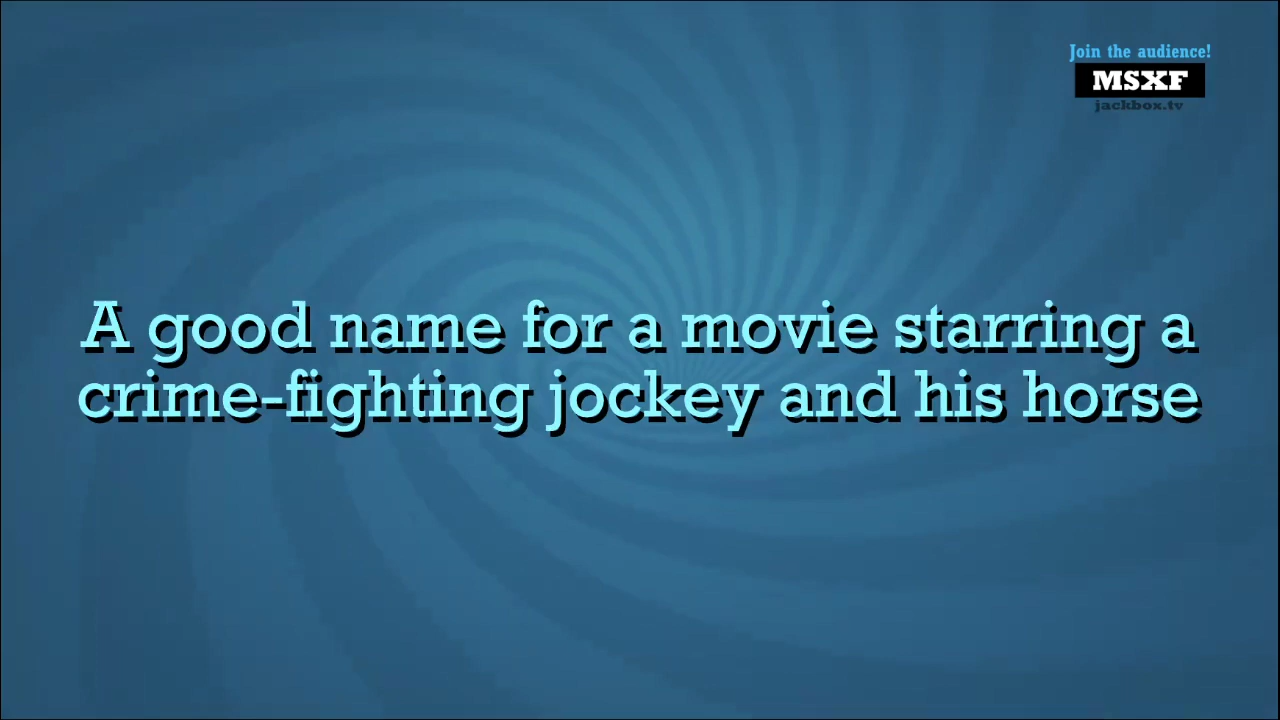 Join the audience!
MSXF
jackbox.tv
A good name for a movie starring a
crime-fighting jockey and his horse